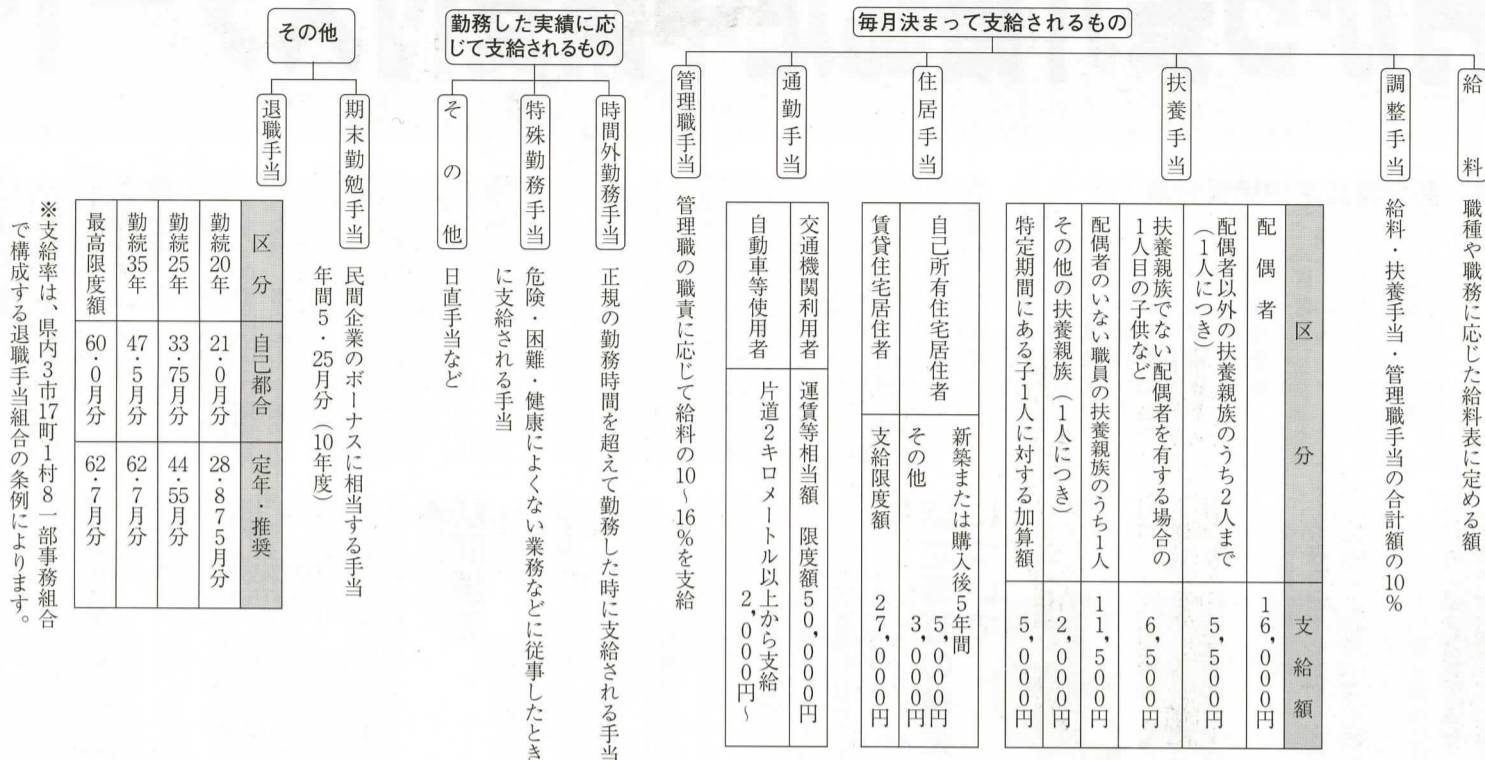 毎月決まって支給されるもの
給料
職種や職務に応じた給料表に定める額
調整手当
給料・扶養手当・管理職手当の合計額の10%
扶養手当
区分
支給額
配偶者
16,000円
配偶者以外の扶養親族のうち2人まで
(1人につき)
5,500円
扶養親族でない配偶者を有する場合の
1人目の子供など
6,500円
配偶者のいない職員の扶養親族のうち1人
11,500円
その他の扶養親族(1人につき)
2,000円
特定期間にある子1人に対する加算額
5,000円
住居手当
自己所有住宅居住者
新築または購入後5年間
5,000円
その他
3,000円
賃貸住宅居住者
支給限度額
27,000円
通勤手当
交通機関利用者
運賃等相当額 限度額50,000円
自動車等使用者
片道2キロメートル以上から支給
2,000円~
管理職手当
管理職の職責に応じて給料の10~16%を支給
勤務した実績に応
じて支給されるもの
時間外勤務手当
正規の勤務時間を超えて勤務した時に支給される手当
特殊勤務手当
危険・困難・健康によくない業務などに従事したとき
に支給される手当
その他
日直手当など
その他
期末勤勉手当
民間企業のボーナスに相当する手当
年間5・25月分(10年度)
退職手当
区分
自己都合
定年・推奨
勤続20年
21・0月分
28・875月分
勤続25年
33・75月分
44・55月分
勤続35年
47・5月分
62・7月分
最高限度額
60・0月分
62・7月分
※支給率は、県内3市17町1村8一部事務組合
で構成する退職手当組合の条例によります。